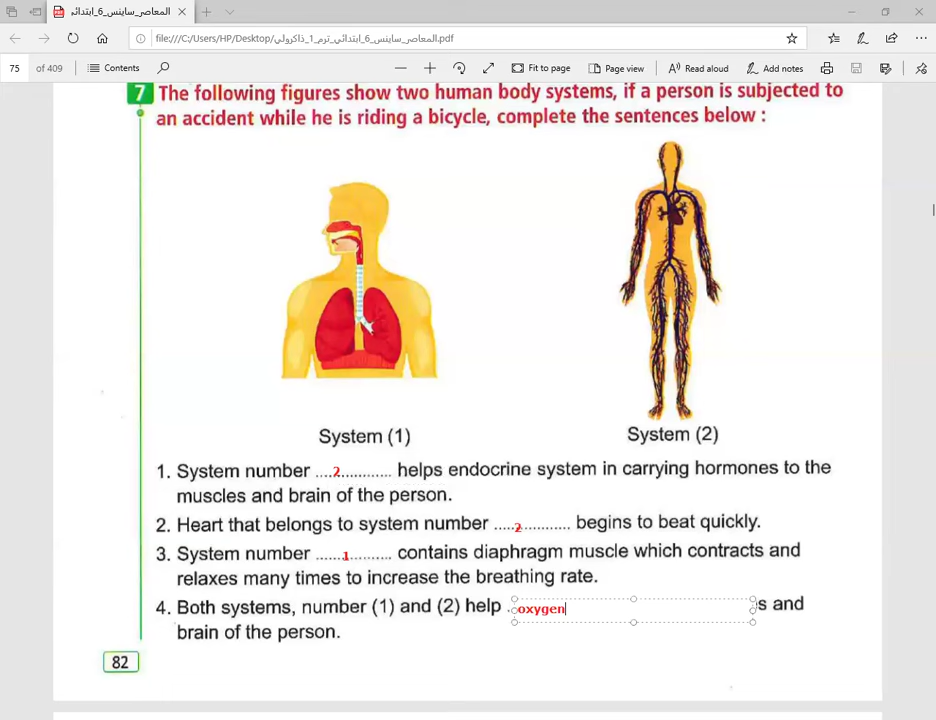 المعاصر_ساينس_6_ابتدائي
file:///C:/Users/HP/Desktop/المعاصر_ساينس_6_ابتدائي_ترم_1_ذاكرولي.pdf
75 of 409 Contents Fit to page Page view Read aloud Add notes
7 The following figures show two human body systems, if a person is subjected to
an accident while he is riding a bicycle, complete the sentences below :
System (1)
System (2)
1. System number ....2............ helps endocrine system in carrying hormones to the
muscles and brain of the person.
2. Heart that belongs to system number .....2........... begins to beat quickly.
3. System number ......1.......... contains diaphragm muscle which contracts and
relaxes many times to increase the breathing rate.
4. Both systems, number (1) and (2) help . oxygen s and
brain of the person.
82